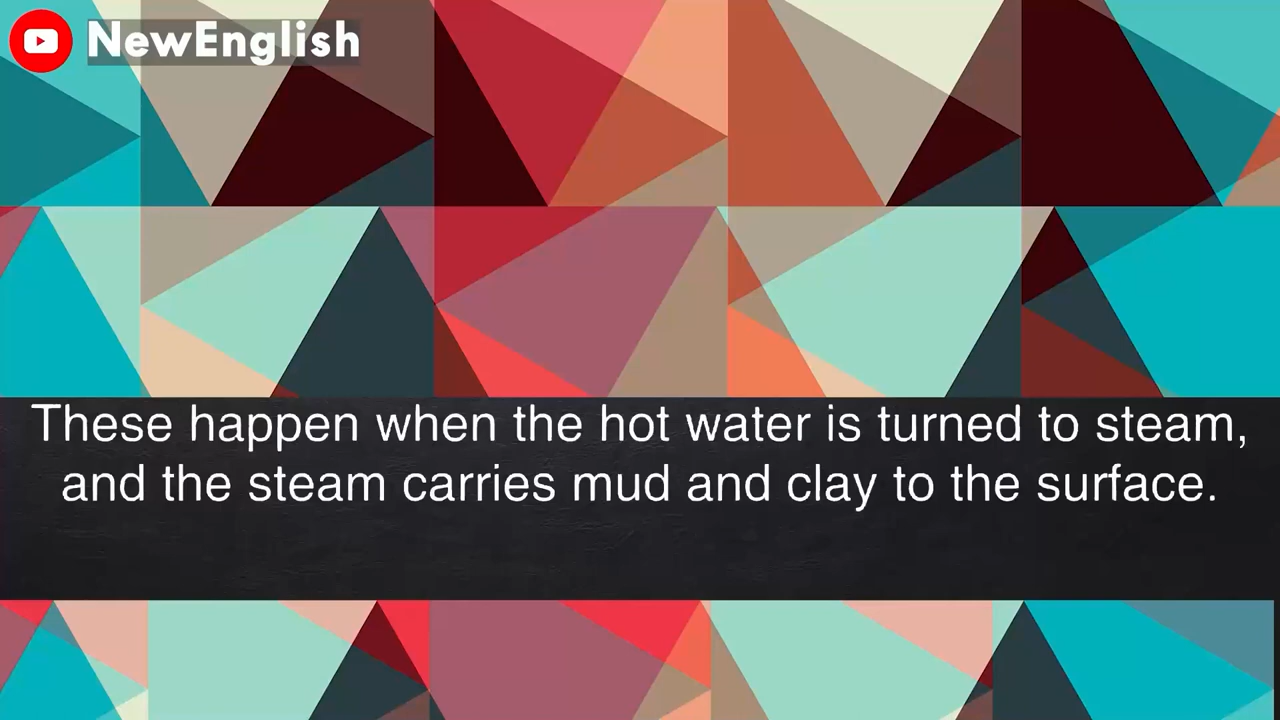 NewEnglish
These happen when the hot water is turned to steam,
and the steam carries mud and clay to the surface.